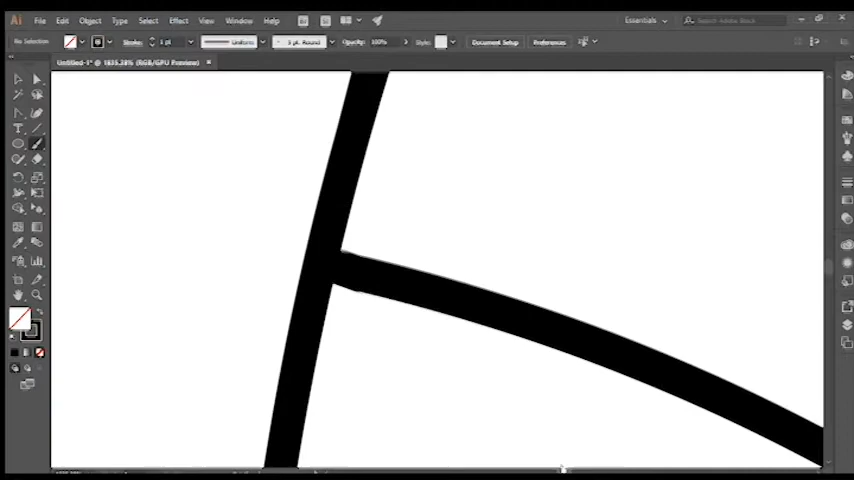 Ai File Edit Object Type Select Effect View Window Help Essentials Search Adobe Stock
No Selection Stroke: 1 pt Uniform 5 pt. Round Opacity: 100% Style: Document Setup Preferences
Untitled-1* @ 1835.28% (RGB/GPU Preview)